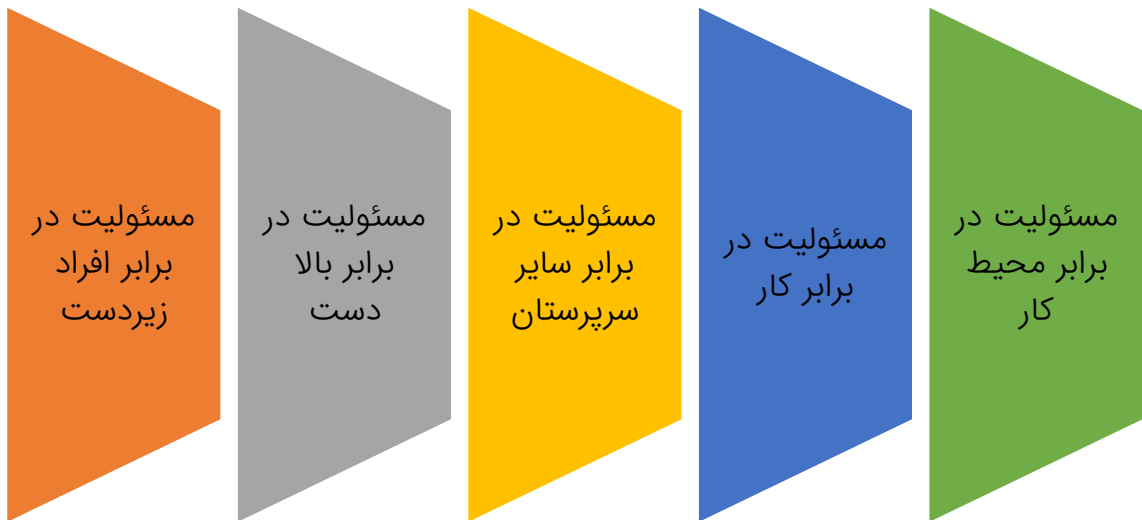 مسئولیت در
برابر محیط
کار
مسئولیت در
برابر کار
مسئولیت در
برابر سایر
سرپرستان
مسئولیت در
برابر بالا
دست
مسئولیت در
برابر افراد
زیردست